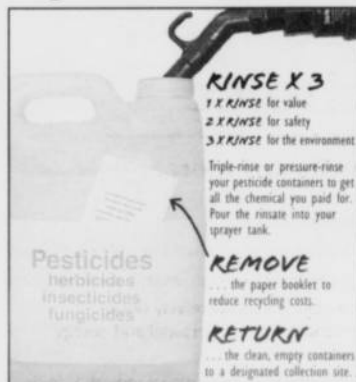 RINSE X 3
1 X RINSE for value
2 X RINSE for safety
3 X RINSE for the environment
Triple-rinse or pressure-rinse
your pesticide containers to get
all the chemical you paid for.
Pour the rinsate into your
sprayer tank.
REMOVE
... the paper booklet to
reduce recycling costs.
RETURN
... the clean, empty containers
to a designated collection site.
Pesticides
herbicides
insecticides
fungicides